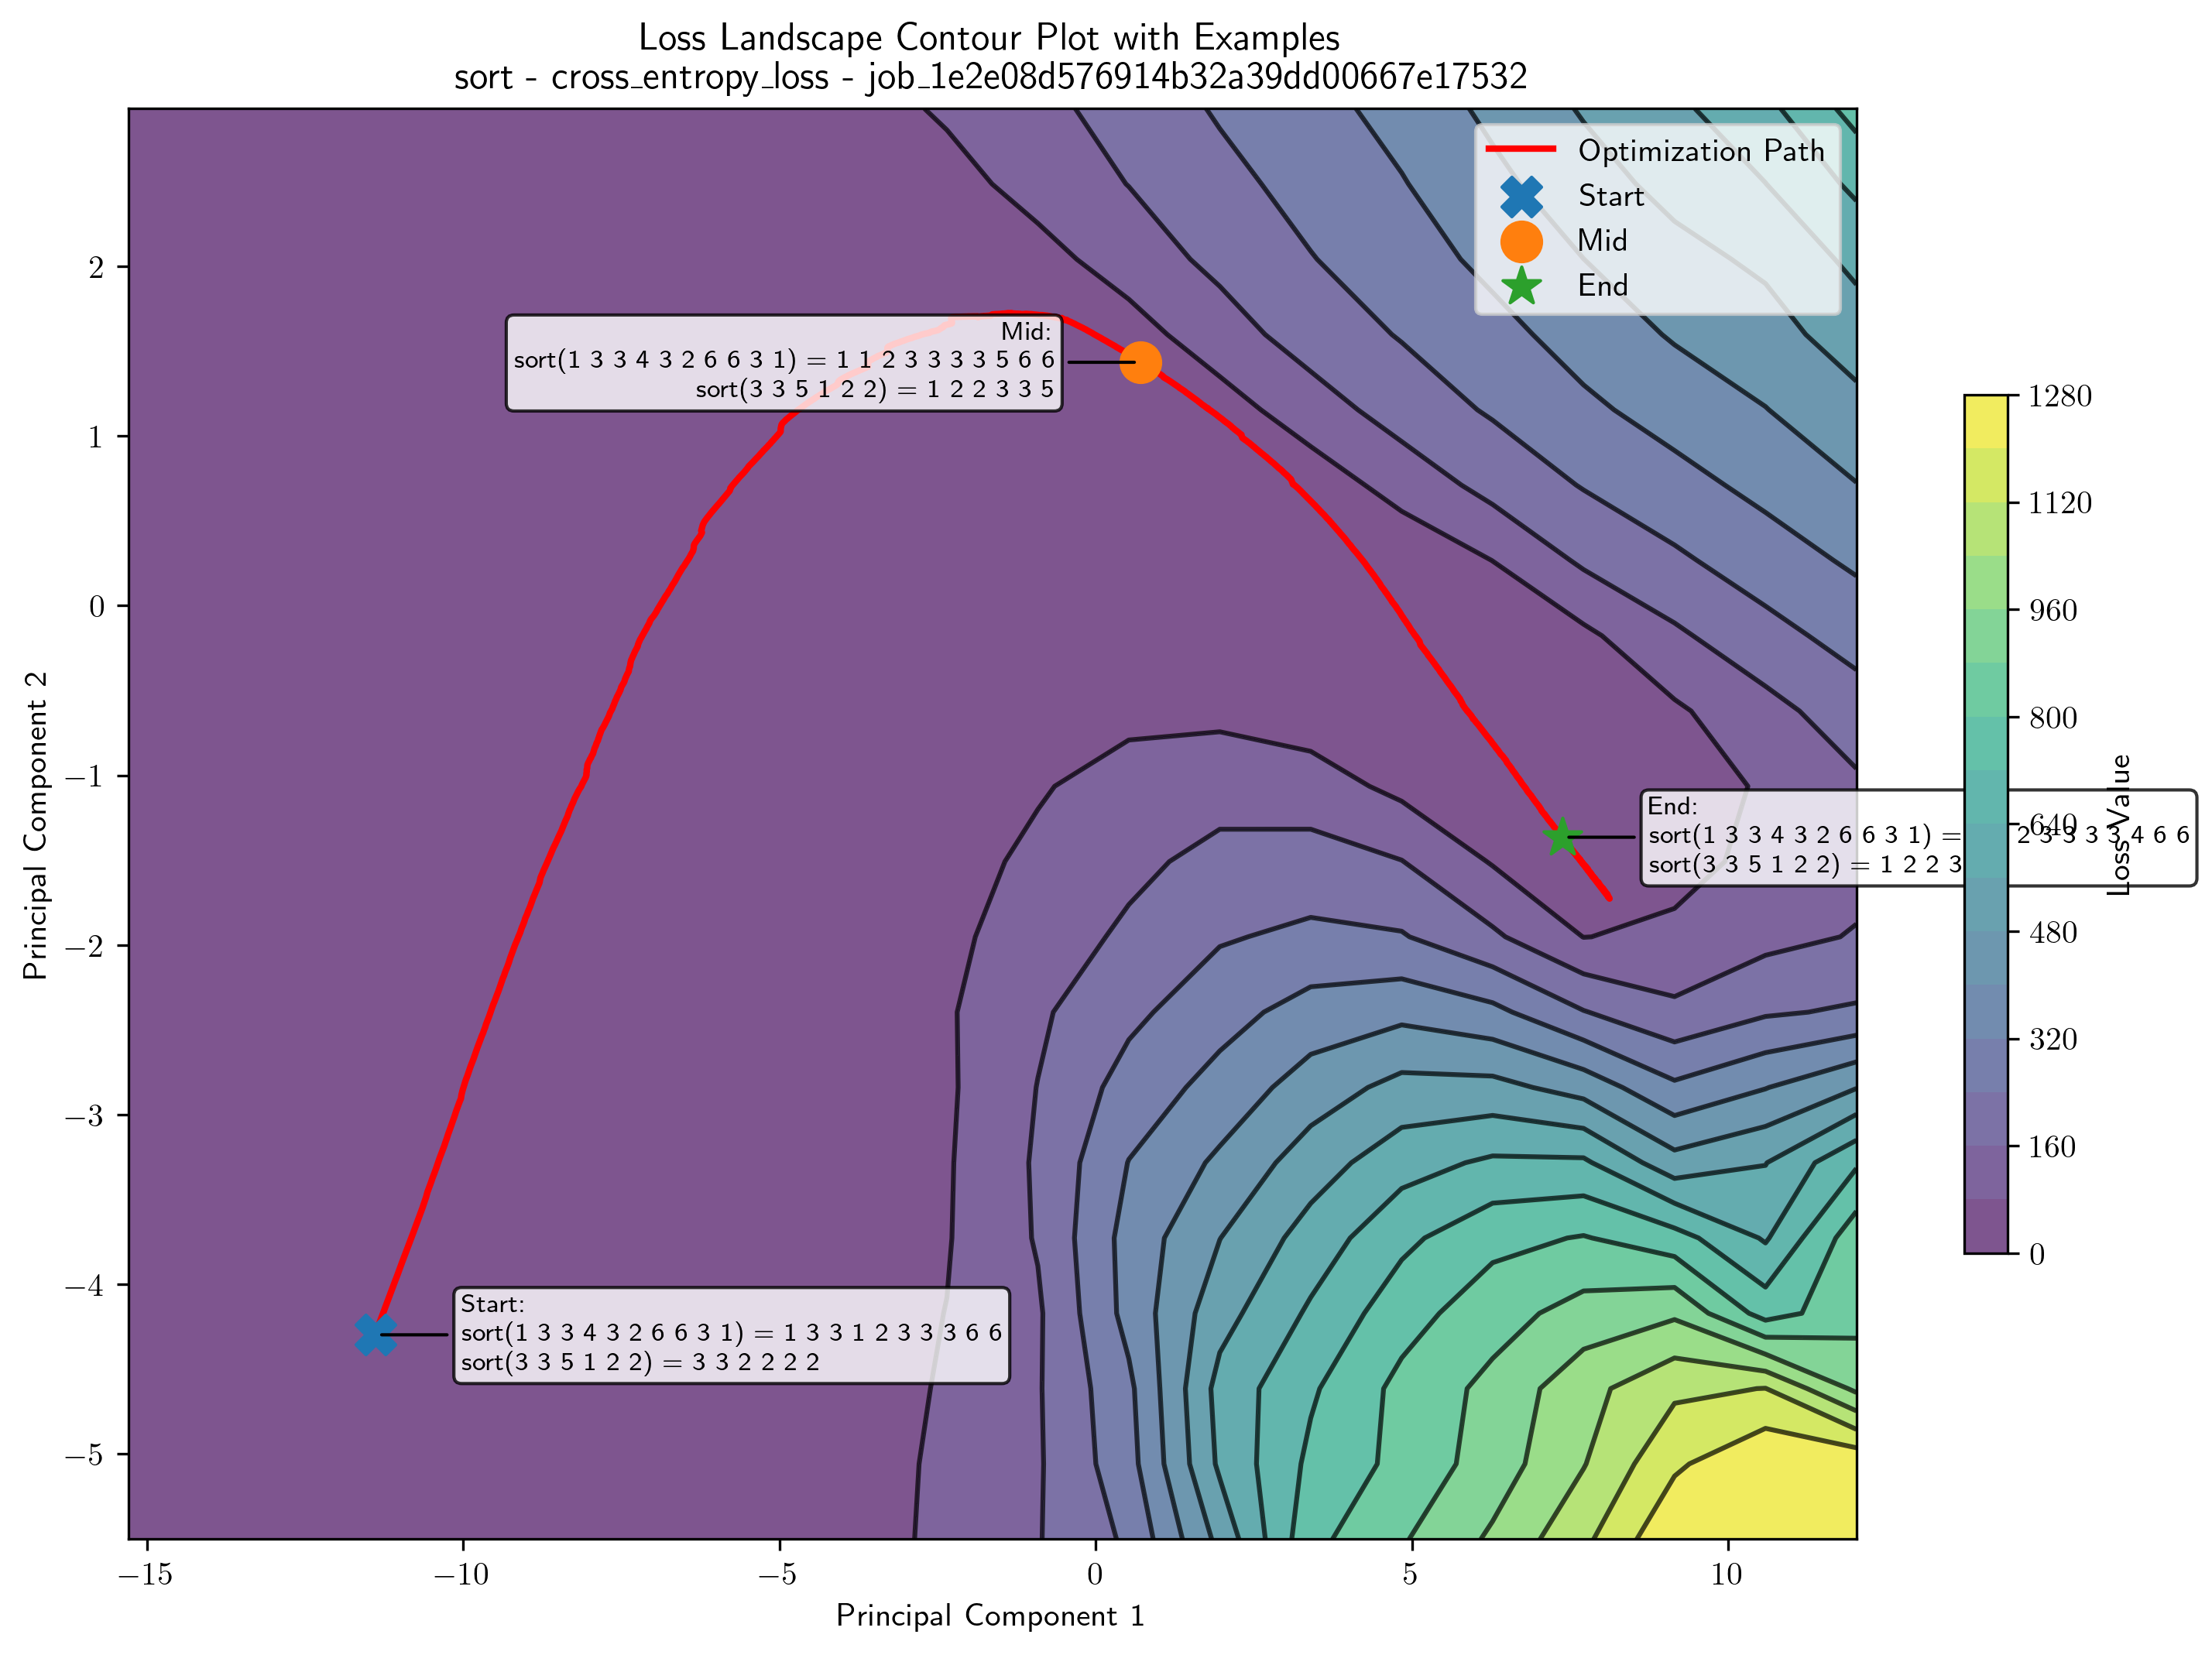 Loss Landscape Contour Plot with Examples
sort - cross_entropy_loss - job_1e2e08d576914b32a39dd00667e17532
Optimization Path
Start
Mid
End
Mid:
sort(1 3 3 4 3 2 6 6 3 1) = 1 1 2 3 3 3 3 5 6 6
sort(3 3 5 1 2 2) = 1 2 2 3 3 5
End:
sort(1 3 3 4 3 2 6 6 3 1) = 2 3 3 3 3 4 6 6
sort(3 3 5 1 2 2) = 1 2 2 3
Start:
sort(1 3 3 4 3 2 6 6 3 1) = 1 3 3 1 2 3 3 3 6 6
sort(3 3 5 1 2 2) = 3 3 2 2 2 2
2
1
0
−1
−2
−3
−4
−5
Principal Component 2
−15
−10
−5
0
5
10
Principal Component 1
1280
1120
960
800
640
480
320
160
0
Loss Value